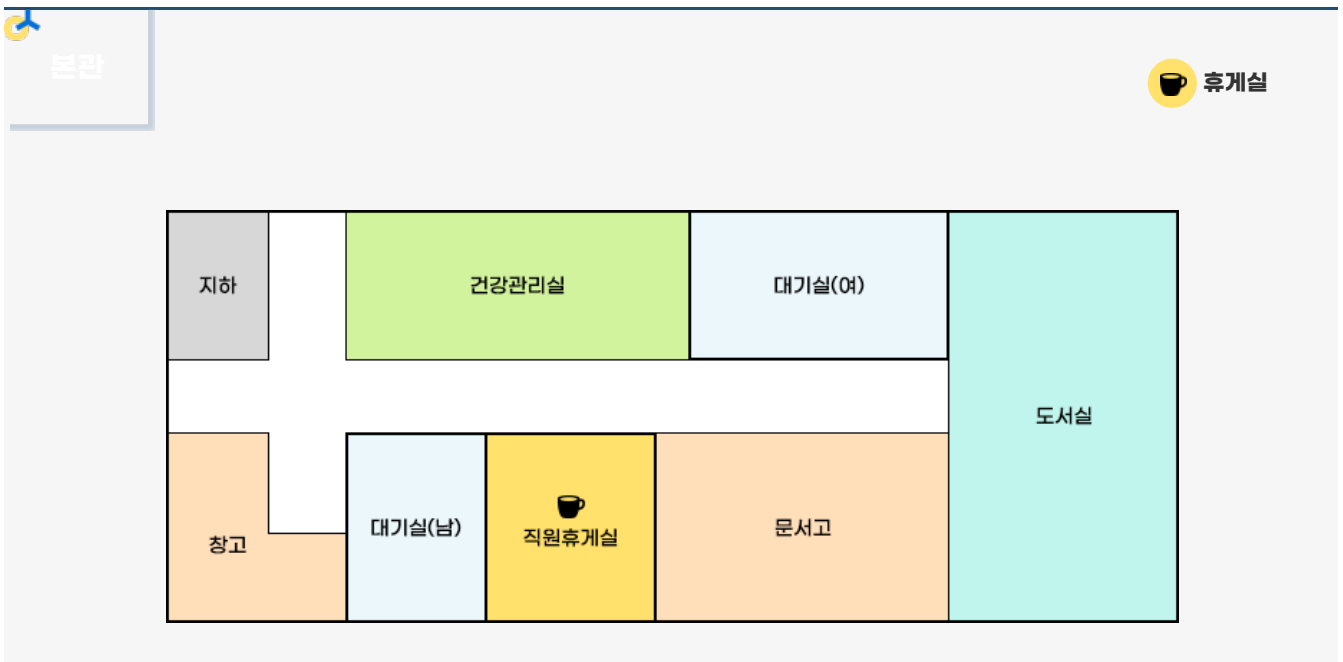 본관
휴게실
지하
건강관리실
대기실(여)
도서실
창고
대기실(남)
직원휴게실
문서고